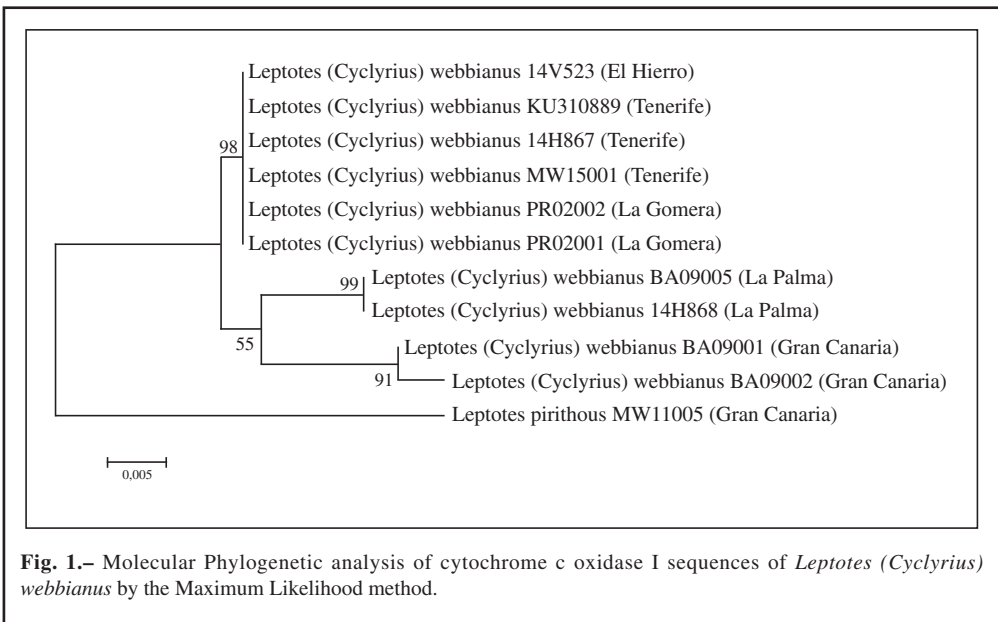 Leptotes (Cyclyrius) webbianus 14V523 (El Hierro)
Leptotes (Cyclyrius) webbianus KU310889 (Tenerife)
98
Leptotes (Cyclyrius) webbianus 14H867 (Tenerife)
Leptotes (Cyclyrius) webbianus MW15001 (Tenerife)
Leptotes (Cyclyrius) webbianus PR02002 (La Gomera)
Leptotes (Cyclyrius) webbianus PR02001 (La Gomera)
99
Leptotes (Cyclyrius) webbianus BA09005 (La Palma)
Leptotes (Cyclyrius) webbianus 14H868 (La Palma)
55
Leptotes (Cyclyrius) webbianus BA09001 (Gran Canaria)
91
Leptotes (Cyclyrius) webbianus BA09002 (Gran Canaria)
Leptotes pirithous MW11005 (Gran Canaria)
0,005
Fig. 1.– Molecular Phylogenetic analysis of cytochrome c oxidase I sequences of Leptotes (Cyclyrius)
webbianus by the Maximum Likelihood method.